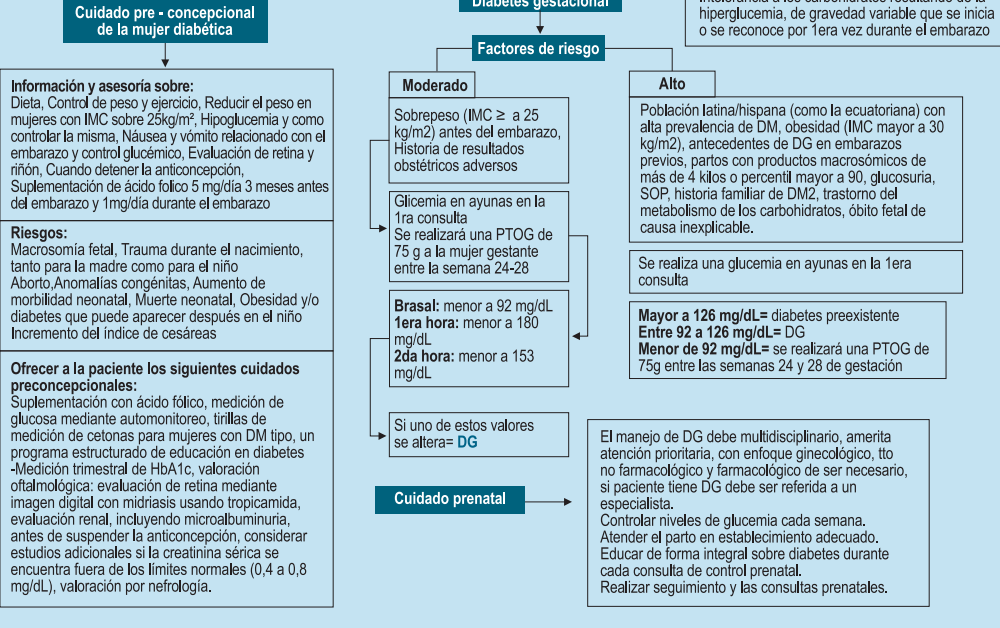 Cuidado pre - concepcional
de la mujer diabética
Información y asesoría sobre:
Dieta, Control de peso y ejercicio, Reducir el peso en
mujeres con IMC sobre 25kg/m², Hipoglucemia y como
controlar la misma, Náusea y vómito relacionado con el
embarazo y control glucémico, Evaluación de retina y
riñón, Cuando detener la anticoncepción,
Suplementación de ácido folico 5 mg/día 3 meses antes
del embarazo y 1mg/día durante el embarazo
Riesgos:
Macrosomía fetal, Trauma durante el nacimiento,
tanto para la madre como para el niño
Aborto,Anomalías congénitas, Aumento de
morbilidad neonatal, Muerte neonatal, Obesidad y/o
diabetes que puede aparecer después en el niño
Incremento del índice de cesáreas
Ofrecer a la paciente los siguientes cuidados
preconcepcionales:
Suplementación con ácido fólico, medición de
glucosa mediante automonitoreo, tirillas de
medición de cetonas para mujeres con DM tipo, un
programa estructurado de educación en diabetes
-Medición trimestral de HbA1c, valoración
oftalmológica: evaluación de retina mediante
imagen digital con midriasis usando tropicamida,
evaluación renal, incluyendo microalbuminuria,
antes de suspender la anticoncepción, considerar
estudios adicionales si la creatinina sérica se
encuentra fuera de los límites normales (0,4 a 0,8
mg/dL), valoración por nefrología.
Diabetes gestacional
Intolerancia a los carbohidratos resultando de la
hiperglucemia, de gravedad variable que se inicia
o se reconoce por 1era vez durante el embarazo
Factores de riesgo
Moderado
Sobrepeso (IMC ≥ a 25
kg/m2) antes del embarazo,
Historia de resultados
obstétricos adversos
Glicemia en ayunas en la
1ra consulta
Se realizará una PTOG de
75 g a la mujer gestante
entre la semana 24-28
Brasal: menor a 92 mg/dL
1era hora: menor a 180
mg/dL
2da hora: menor a 153
mg/dL
Si uno de estos valores
se altera= DG
Alto
Población latina/hispana (como la ecuatoriana) con
alta prevalencia de DM, obesidad (IMC mayor a 30
kg/m2), antecedentes de DG en embarazos
previos, partos con productos macrosómicos de
más de 4 kilos o percentil mayor a 90, glucosuria,
SOP, historia familiar de DM2, trastorno del
metabolismo de los carbohidratos, óbito fetal de
causa inexplicable.
Se realiza una glucemia en ayunas en la 1era
consulta
Mayor a 126 mg/dL= diabetes preexistente
Entre 92 a 126 mg/dL= DG
Menor de 92 mg/dL= se realizará una PTOG de
75g entre las semanas 24 y 28 de gestación
Cuidado prenatal
El manejo de DG debe multidisciplinario, amerita
atención prioritaria, con enfoque ginecológico, tto
no farmacológico y farmacológico de ser necesario,
si paciente tiene DG debe ser referida a un
especialista.
Controlar niveles de glucemia cada semana.
Atender el parto en establecimiento adecuado.
Educar de forma integral sobre diabetes durante
cada consulta de control prenatal.
Realizar seguimiento y las consultas prenatales.